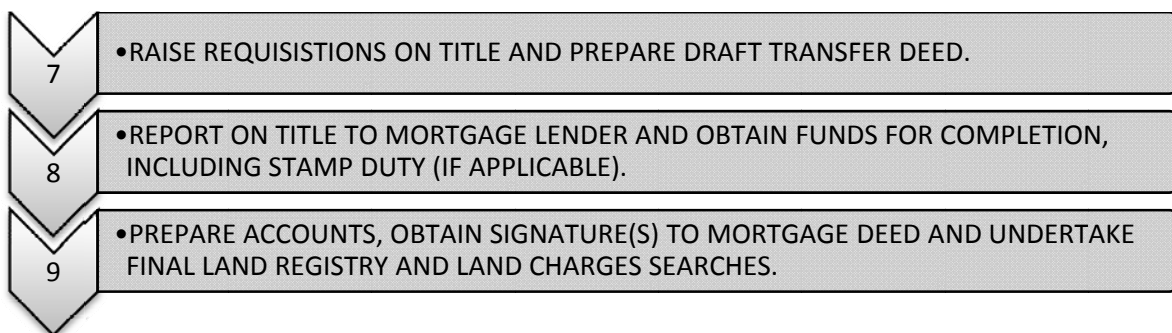 7
•RAISE REQUISISTIONS ON TITLE AND PREPARE DRAFT TRANSFER DEED.
8
•REPORT ON TITLE TO MORTGAGE LENDER AND OBTAIN FUNDS FOR COMPLETION,
INCLUDING STAMP DUTY (IF APPLICABLE).
9
•PREPARE ACCOUNTS, OBTAIN SIGNATURE(S) TO MORTGAGE DEED AND UNDERTAKE
FINAL LAND REGISTRY AND LAND CHARGES SEARCHES.